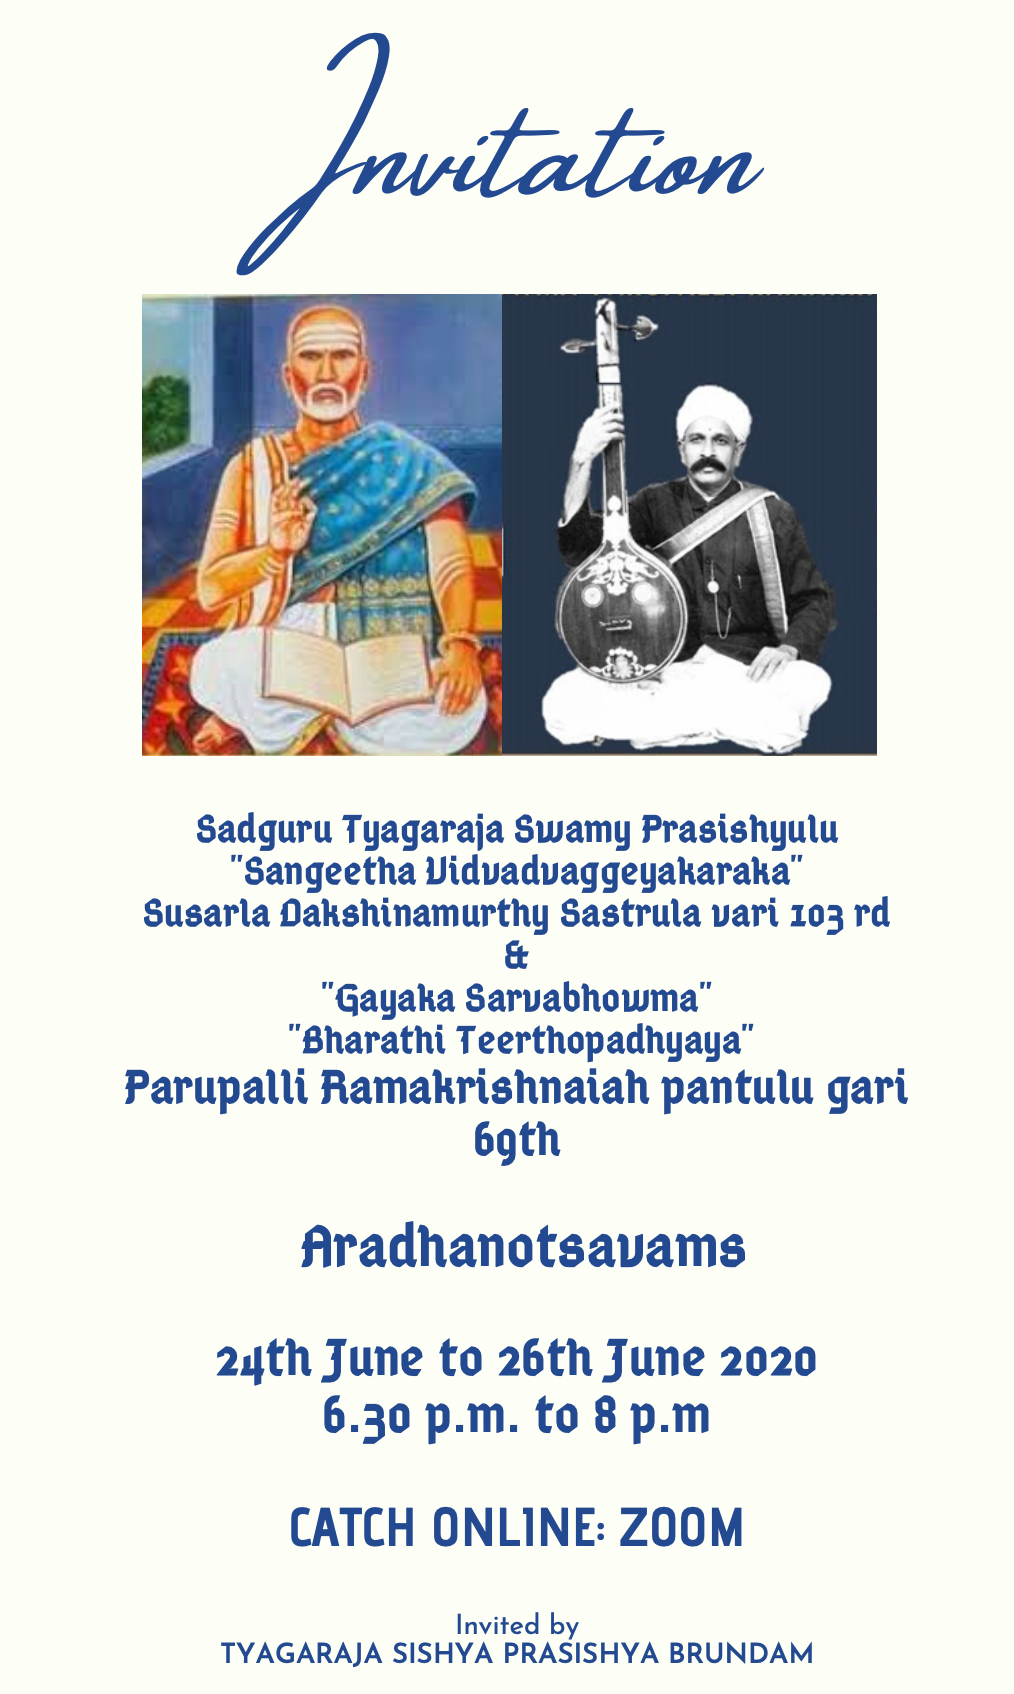 Invitation
Sadguru Tyagaraja Swamy Prasishyulu
"Sangeetha Vidvadvaggeyakaraka"
Susarla Dakshinamurthy Sastrula vari 103 rd
&
"Gayaka Sarvabhowma"
"Bharathi Teerthopadhyaya"
Parupalli Ramakrishnaiah pantulu gari
69th
Aradhanotsavams
24th June to 26th June 2020
6.30 p.m. to 8 p.m
CATCH ONLINE: ZOOM
Invited by
TYAGARAJA SISHYA PRASISHYA BRUNDAM